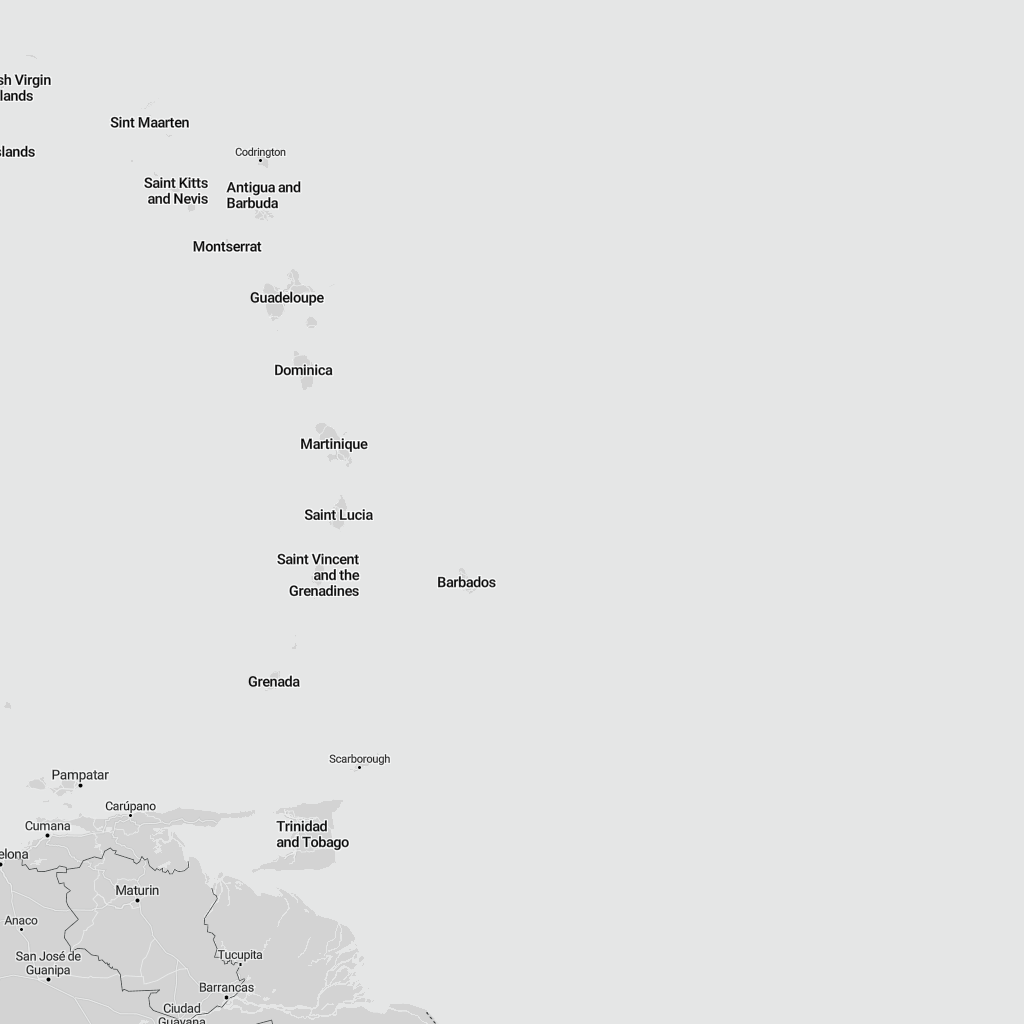 sh Virgin
lands
Sint Maarten
slands
Codrington
Saint Kitts
and Nevis
Antigua and
Barbuda
Montserrat
Guadeloupe
Dominica
Martinique
Saint Lucia
Saint Vincent
and the
Grenadines
Barbados
Grenada
Scarborough
Pampatar
Carúpano
Cumana
Trinidad
and Tobago
elona
Maturin
Anaco
San José de
Guanipa
Tucupita
Barrancas
Ciudad
Guayana